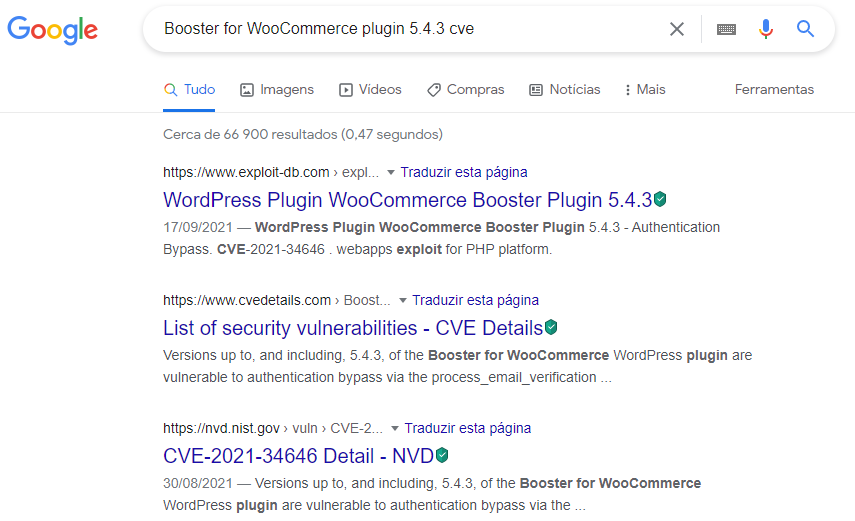 Google
Booster for WooCommerce plugin 5.4.3 cve
Tudo Imagens Vídeos Compras Notícias Mais Ferramentas
Cerca de 66 900 resultados (0,47 segundos)
https://www.exploit-db.com › expl... Traduzir esta página
WordPress Plugin WooCommerce Booster Plugin 5.4.3
17/09/2021 — WordPress Plugin WooCommerce Booster Plugin 5.4.3 - Authentication
Bypass. CVE-2021-34646 . webapps exploit for PHP platform.
https://www.cvedetails.com › Boost... Traduzir esta página
List of security vulnerabilities - CVE Details
Versions up to, and including, 5.4.3, of the Booster for WooCommerce WordPress plugin are
vulnerable to authentication bypass via the process_email_verification ...
https://nvd.nist.gov › vuln › CVE-2... Traduzir esta página
CVE-2021-34646 Detail - NVD
30/08/2021 — Versions up to, and including, 5.4.3, of the Booster for WooCommerce
WordPress plugin are vulnerable to authentication bypass via the ...